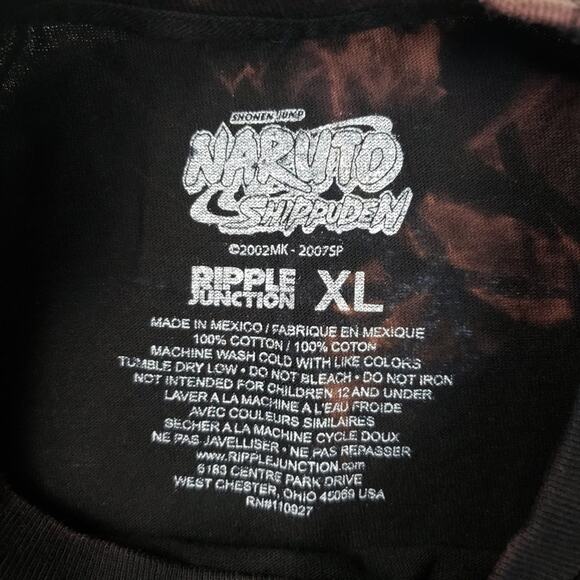 SHONEN JUMP
NARUTO
SHIPPUDEN
©2002MK - 2007SP
RIPPLE JUNCTION XL
MADE IN MEXICO / FABRIQUE EN MEXIQUE
100% COTTON / 100% COTON
MACHINE WASH COLD WITH LIKE COLORS
TUMBLE DRY LOW • DO NOT BLEACH • DO NOT IRON
NOT INTENDED FOR CHILDREN 12 AND UNDER
LAVER A LA MACHINE A L'EAU FROIDE
AVEC COULEURS SIMILAIRES
SECHER A LA MACHINE CYCLE DOUX
NE PAS JAVELLISER • NE PAS REPASSER
www.RIPPLEJUNCTION.com
6183 CENTRE PARK DRIVE
WEST CHESTER, OHIO 45069 USA
RN#110927